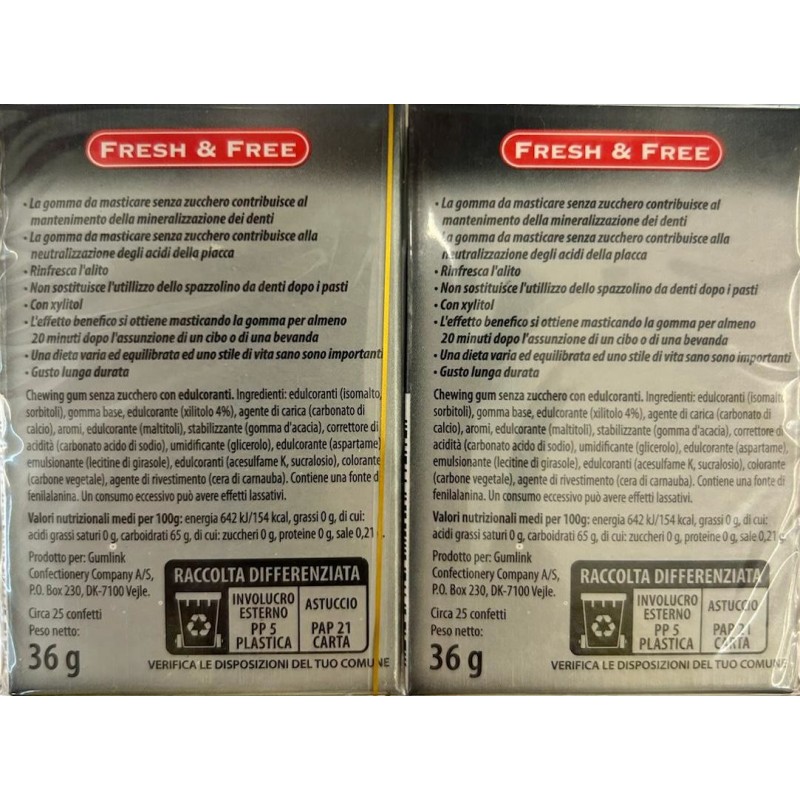 FRESH & FREE
• La gomma da masticare senza zucchero contribuisce al
mantenimento della mineralizzazione dei denti
• La gomma da masticare senza zucchero contribuisce alla
neutralizzazione degli acidi della placca
• Rinfresca l'alito
• Non sostituisce l'utillizzo dello spazzolino da denti dopo i pasti
• Con xylitol
• L'effetto benefico si ottiene masticando la gomma per almeno
20 minuti dopo l'assunzione di un cibo o di una bevanda
• Una dieta varia ed equilibrata ed uno stile di vita sano sono importanti
• Gusto lunga durata
Chewing gum senza zucchero con edulcoranti. Ingredienti: edulcoranti (isomalto,
sorbitoli), gomma base, edulcorante (xilitolo 4%), agente di carica (carbonato di
calcio), aromi, edulcorante (maltitoli), stabilizzante (gomma d'acacia), correttore di
acidità (carbonato acido di sodio), umidificante (glicerolo), edulcorante (aspartame)
emulsionante (lecitine di girasole), edulcoranti (acesulfame K, sucralosio), colorante
(carbone vegetale), agente di rivestimento (cera di carnauba). Contiene una fonte di
fenilalanina. Un consumo eccessivo può avere effetti lassativi.
Valori nutrizionali medi per 100g: energia 642 kJ/154 kcal, grassi 0 g, di cui:
acidi grassi saturi 0 g, carboidrati 65 g, di cui: zuccheri 0 g, proteine 0 g, sale 0,21 g.
Prodotto per: Gumlink
Confectionery Company A/S,
P.O. Box 230, DK-7100 Vejle.
Circa 25 confetti
Peso netto:
36 g
RACCOLTA DIFFERENZIATA
INVOLUCRO
ESTERNO
PP 5
PLASTICA
ASTUCCIO
PAP 21
CARTA
VERIFICA LE DISPOSIZIONI DEL TUO COMUNE
FRESH & FREE
• La gomma da masticare senza zucchero contribuisce al
mantenimento della mineralizzazione dei denti
La gomma da masticare senza zucchero contribuisce alla
neutralizzazione degli acidi della placca
• Rinfresca l'alito
• Non sostituisce l'utillizzo dello spazzolino da denti dopo i pasti
• Con xylitol
• L'effetto benefico si ottiene masticando la gomma per almeno
20 minuti dopo l'assunzione di un cibo o di una bevanda
• Una dieta varia ed equilibrata ed uno stile di vita sano sono importanti
• Gusto lunga durata
Chewing gum senza zucchero con edulcoranti. Ingredienti: edulcoranti (isomalto,
sorbitoli), gomma base, edulcorante (xilitolo 4%), agente di carica (carbonato di
calcio), aromi, edulcorante (maltitoli), stabilizzante (gomma d'acacia), correttore di
acidità (carbonato acido di sodio), umidificante (glicerolo), edulcorante (aspartame),
emulsionante (lecitine di girasole), edulcoranti (acesulfame K, sucralosio), colorante
(carbone vegetale), agente di rivestimento (cera di carnauba). Contiene una fonte di
fenilalanina. Un consumo eccessivo può avere effetti lassativi.
Valori nutrizionali medi per 100g: energia 642 kJ/154 kcal, grassi 0 g, di cui:
acidi grassi saturi 0 g, carboidrati 65 g, di cui: zuccheri 0 g, proteine 0 g, sale 0,21 g.
Prodotto per: Gumlink
Confectionery Company A/S,
P.O. Box 230, DK-7100 Vejle.
Circa 25 confetti
Peso netto:
36 g
RACCOLTA DIFFERENZIATA
INVOLUCRO
ESTERNO
PP 5
PLASTICA
ASTUCCIO
PAP 21
CARTA
VERIFICA LE DISPOSIZIONI DEL TUO COMUNE